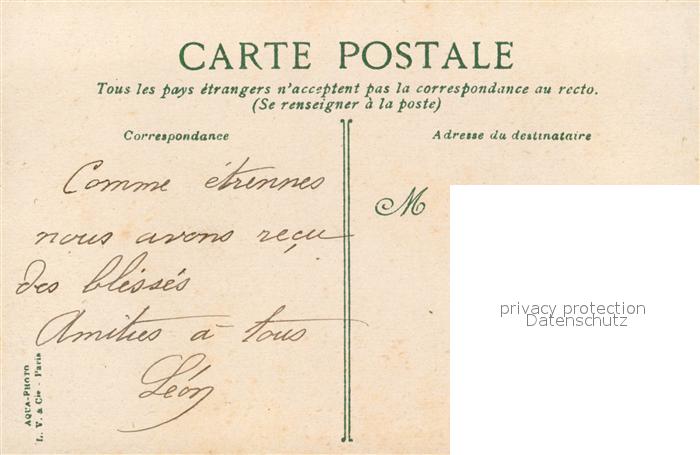 CARTE POSTALE
Tous les pays étrangers n'acceptent pas la correspondance au recto.
(Se renseigner à la poste)
Correspondance
Adresse du destinataire
Comme étrennes
nous avons reçu
des blessés
Amitiés à tous
Léon
M
AQUA-PHOTO
L. V. & Cie - Paris
privacy protection
Datenschutz